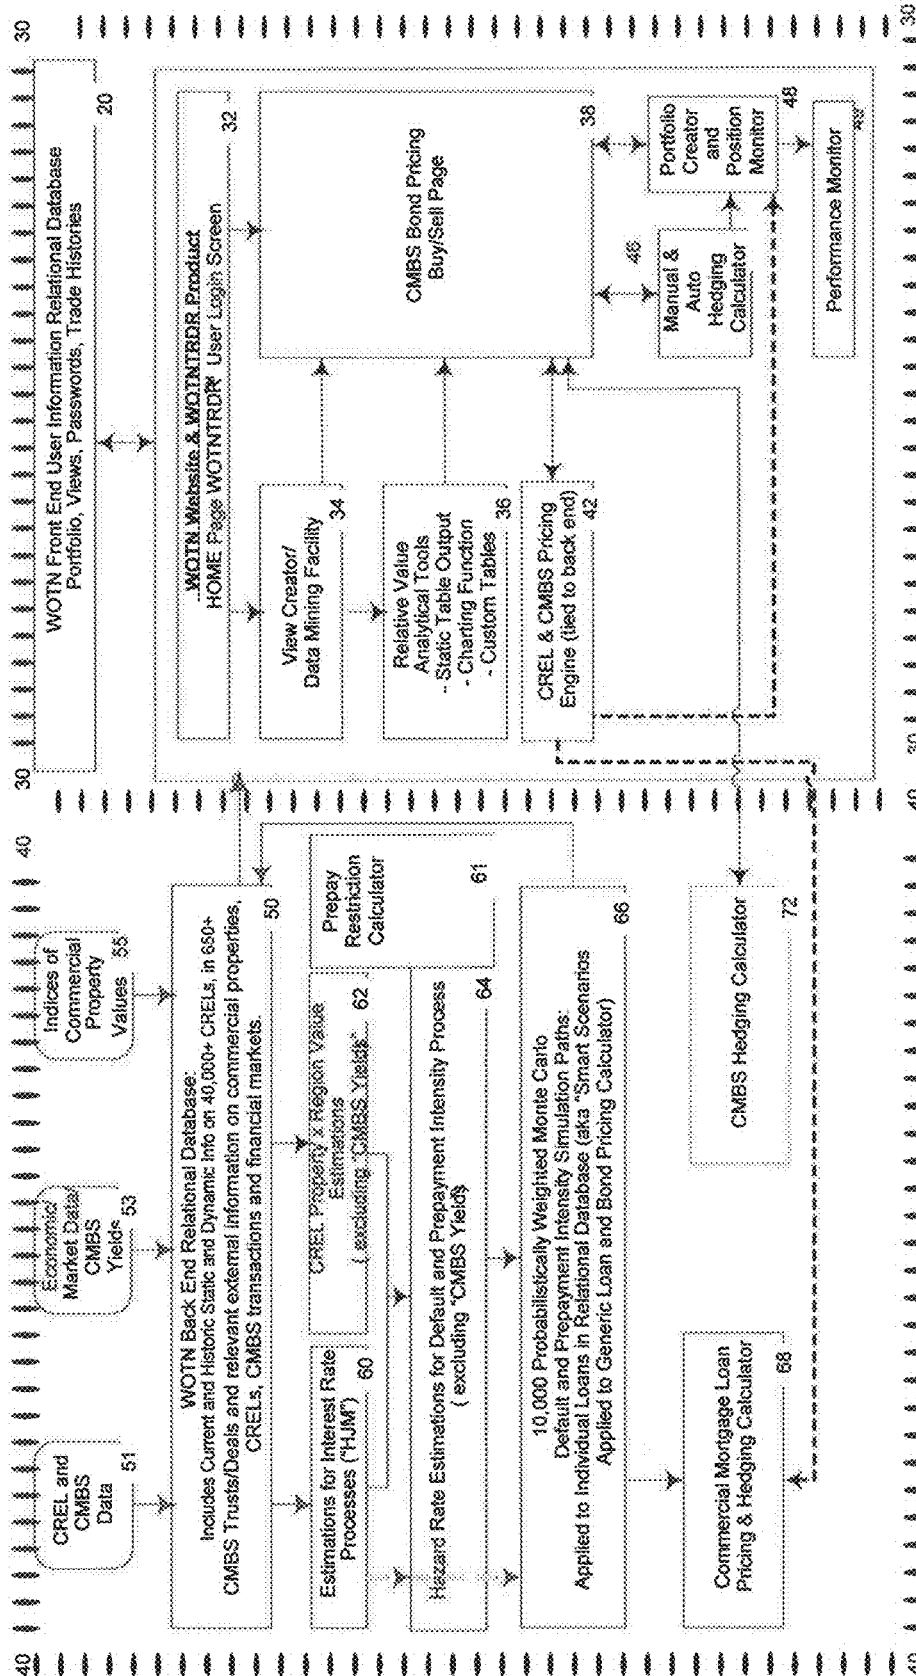 40
40
CREL and
CMBS
Data
51
Economic/
Market Data/
CMBS
Yields
53
Indices of
Commercial
Property
Values
55
WOTN Back End Relational Database:
Includes Current and Historic Static and Dynamic Info on 40,000+ CRELs, in 650+
CMBS Trusts/Deals and relevant external information on commercial properties,
CRELs, CMBS transactions and financial markets.
50
Estimations for Interest Rate
Processes ("HJM")
60
CREL Property x Region Value
Estimations
( excluding "CMBS Yields"
62
Prepay
Restriction
Calculator
61
Hazard Rate Estimations for Default and Prepayment Intensity Process
( excluding "CMBS Yields
64
10,000 Probabilistically Weighted Monte Carlo
Default and Prepayment Intensity Simulation Paths:
Applied to Individual Loans in Relational Database (aka "Smart Scenarios
Applied to Generic Loan and Bond Pricing Calculator)
66
Commercial Mortgage Loan
Pricing & Hedging Calculator
68
CMBS Hedging Calculator
72
40
40
30
30
WOTN Front End User Information Relational Database
Portfolio, Views, Passwords, Trade Histories
20
WOTN Website & WOTNTRDR Product
HOME Page WOTNTRDR" User Login Screen
32
View Creator/
Data Mining Facility
34
Relative Value
Analytical Tools
- Static Table Output
- Charting Function
- Custom Tables
36
CREL & CMBS Pricing
Engine (tied to back end)
42
CMBS Bond Pricing
Buy/Sell Page
38
Manual &
Auto
Hedging
Calculator
46
Portfolio
Creator
and
Position
Monitor
48
Performance Monitor
49
30
30